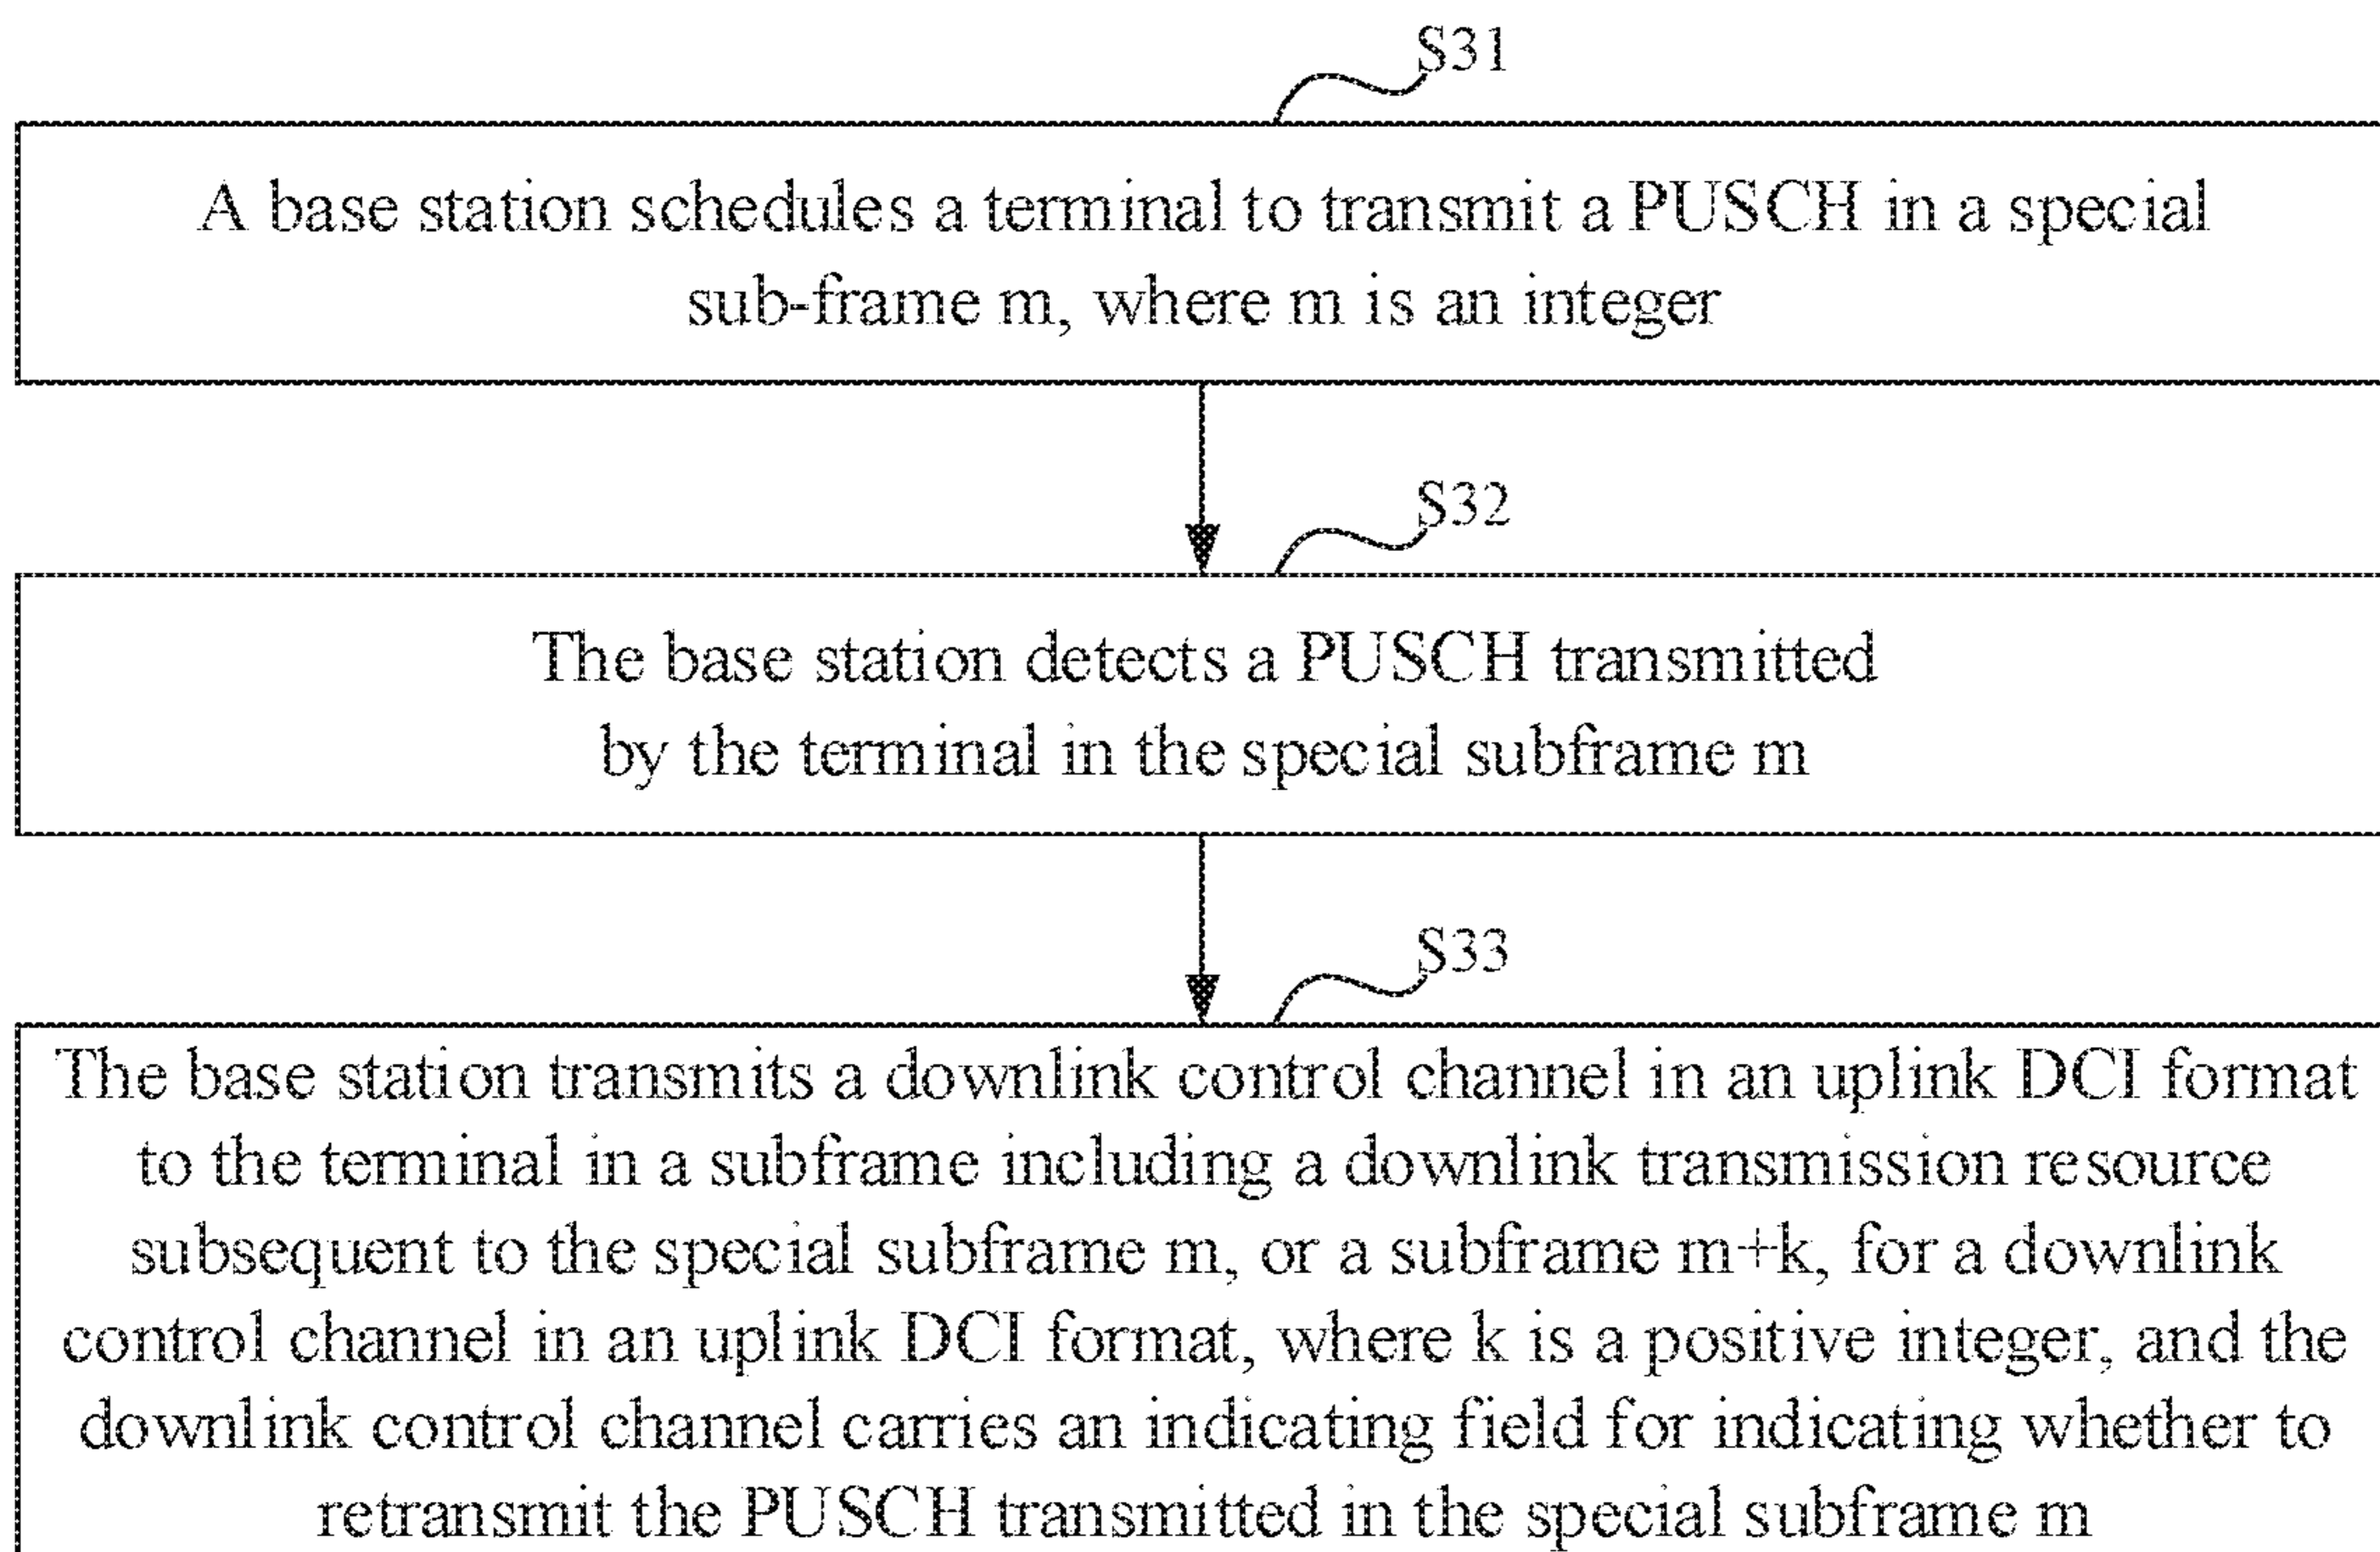 S31
A base station schedules a terminal to transmit a PUSCH in a special
sub-frame m, where m is an integer
S32
The base station detects a PUSCH transmitted
by the terminal in the special subframe m
S33
The base station transmits a downlink control channel in an uplink DCI format
to the terminal in a subframe including a downlink transmission resource
subsequent to the special subframe m, or a subframe m+k, for a downlink
control channel in an uplink DCI format, where k is a positive integer, and the
downlink control channel carries an indicating field for indicating whether to
retransmit the PUSCH transmitted in the special subframe m